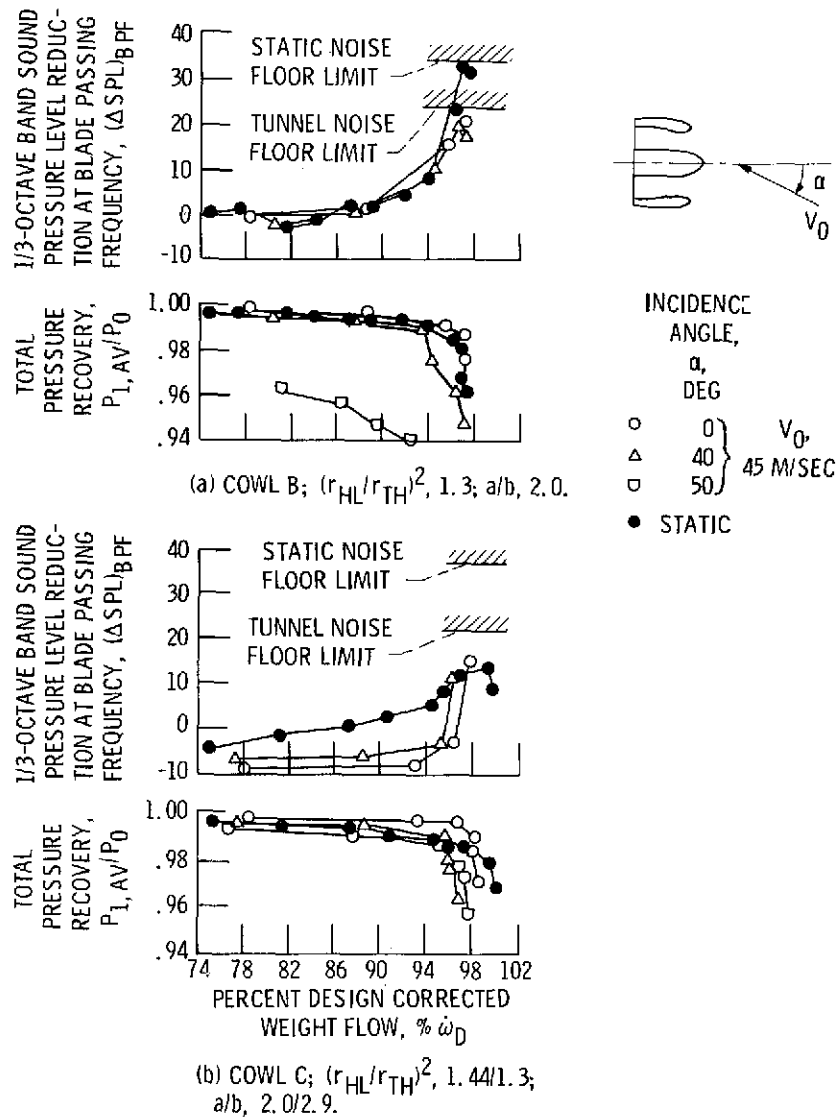 1/3-OCTAVE BAND SOUND
PRESSURE LEVEL REDUC-
TION AT BLADE PASSING
FREQUENCY, (ΔSPL)BPF
40
30
20
10
0
-10
STATIC NOISE
FLOOR LIMIT
TUNNEL NOISE
FLOOR LIMIT
α
V0
TOTAL
PRESSURE
RECOVERY,
P1, AV/P0
1.00
.98
.96
.94
(a) COWL B; (rHL/rTH)2, 1.3; a/b, 2.0.
INCIDENCE
ANGLE,
α,
DEG
0
40
50
V0,
45 M/SEC
STATIC
1/3-OCTAVE BAND SOUND
PRESSURE LEVEL REDUC-
TION AT BLADE PASSING
FREQUENCY, (ΔSPL)BPF
40
30
20
10
0
-10
STATIC NOISE
FLOOR LIMIT
TUNNEL NOISE
FLOOR LIMIT
TOTAL
PRESSURE
RECOVERY,
P1, AV/P0
1.00
.98
.96
.94
74 78 82 86 90 94 98 102
PERCENT DESIGN CORRECTED
WEIGHT FLOW, % ω̇D
(b) COWL C; (rHL/rTH)2, 1.44/1.3;
a/b, 2.0/2.9.